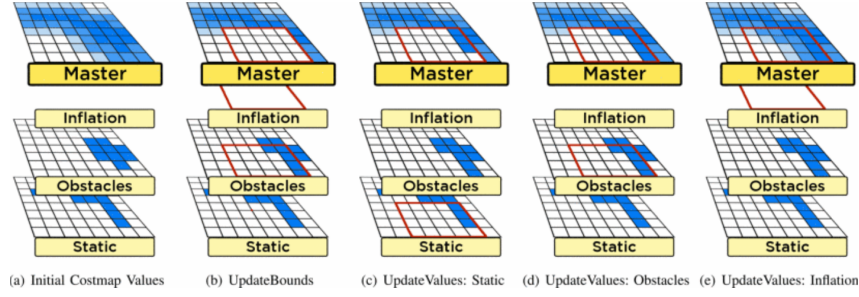 Master
Inflation
Obstacles
Static
(a) Initial Costmap Values
Master
Inflation
Obstacles
Static
(b) UpdateBounds
Master
Inflation
Obstacles
Static
(c) UpdateValues: Static
Master
Inflation
Obstacles
Static
(d) UpdateValues: Obstacles
Master
Inflation
Obstacles
Static
(e) UpdateValues: Inflation